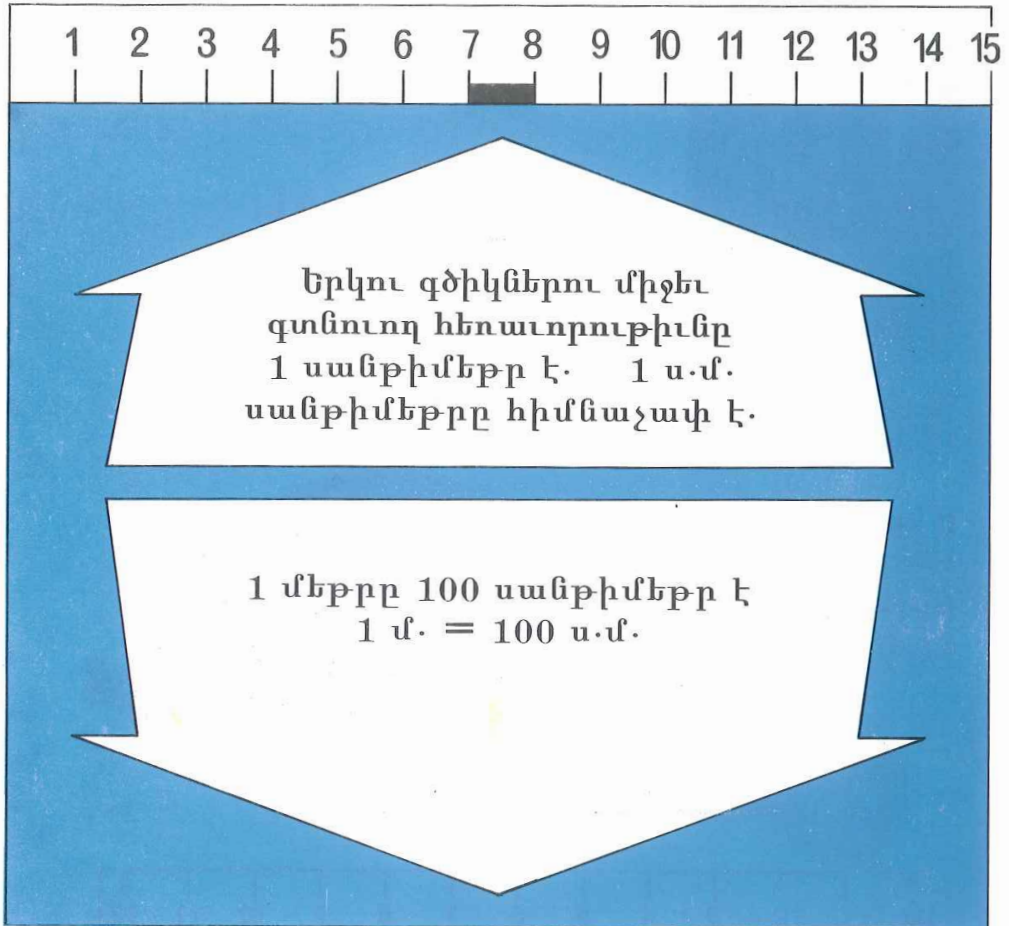 1 2 3 4 5 6 7 8 9 10 11 12 13 14 15
Երկու գծիկներու միջեւ
գտնուող հեռաւորութիւնը
1 սանթիմեթր է. 1 ս.մ.
սանթիմեթրը հիմնաչափ է.
1 մեթրը 100 սանթիմեթր է
1 մ. = 100 ս.մ.